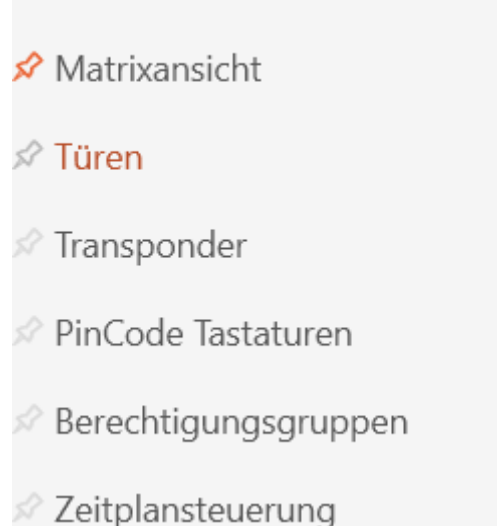 Matrixansicht
Türen
Transponder
PinCode Tastaturen
Berechtigungsgruppen
Zeitplansteuerung